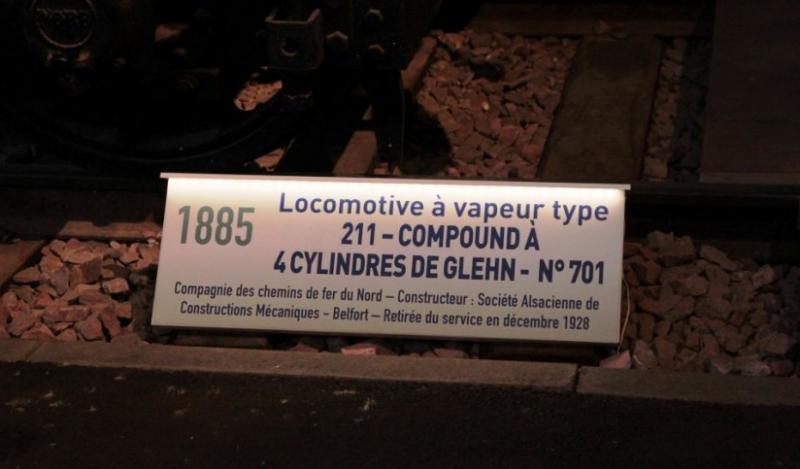 NORD
1885
Locomotive à vapeur type
211 – COMPOUND À
4 CYLINDRES DE GLEHN - N° 701
Compagnie des chemins de fer du Nord – Constructeur : Société Alsacienne de
Constructions Mécaniques - Belfort – Retirée du service en décembre 1928